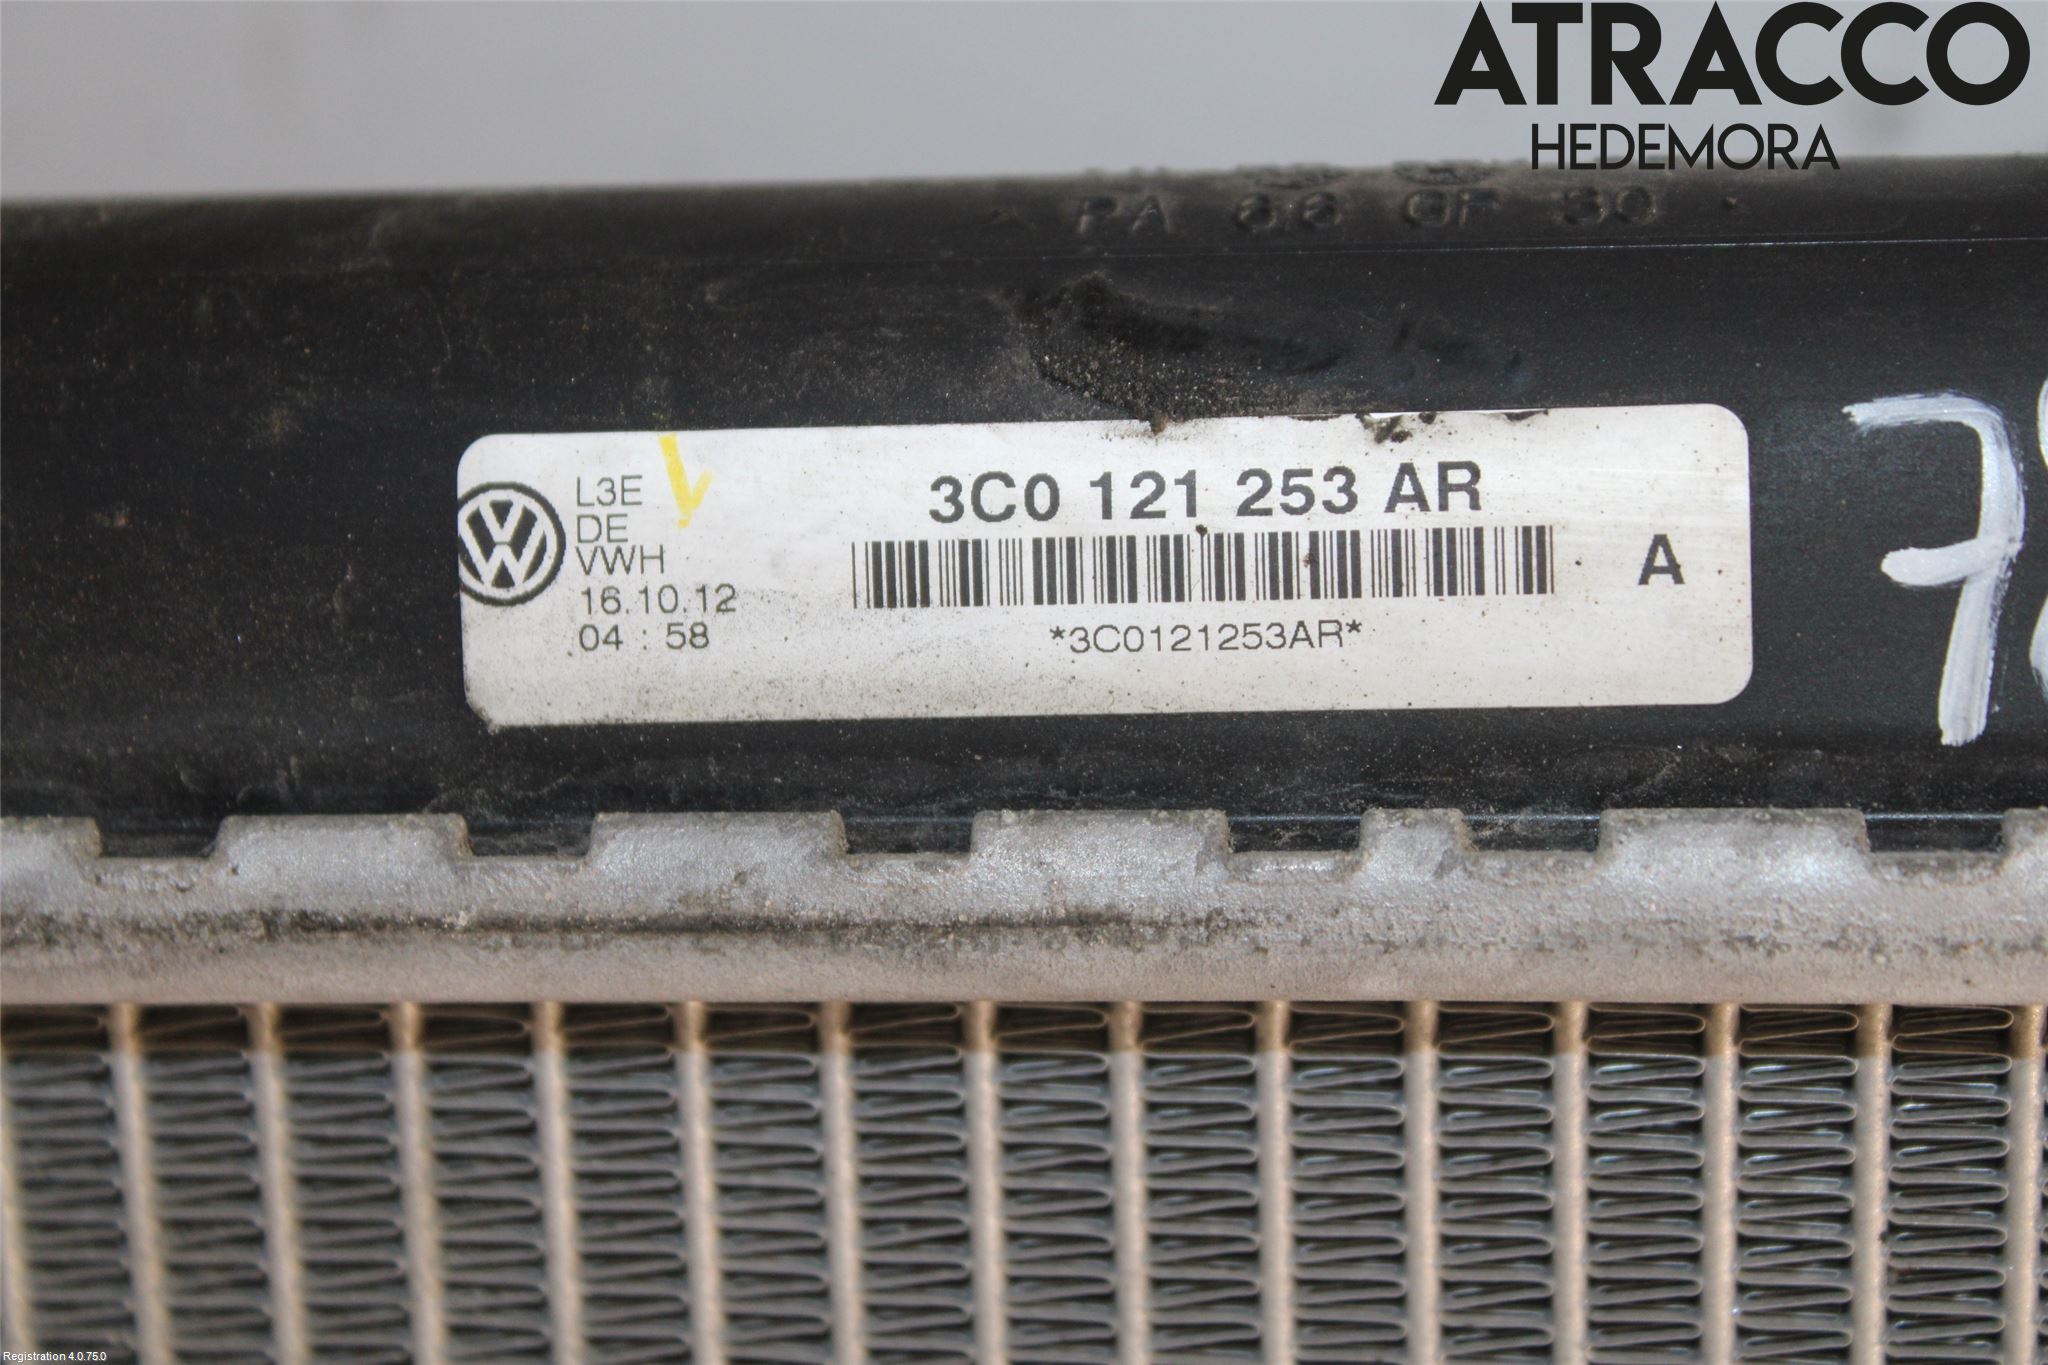 ATRACCO
HEDEMORA
PA 66 GF 30
L3E
DE
VWH
16.10.12
04 : 58
3C0 121 253 AR
*3C0121253AR*
A
7
Registration 4.0.75.0